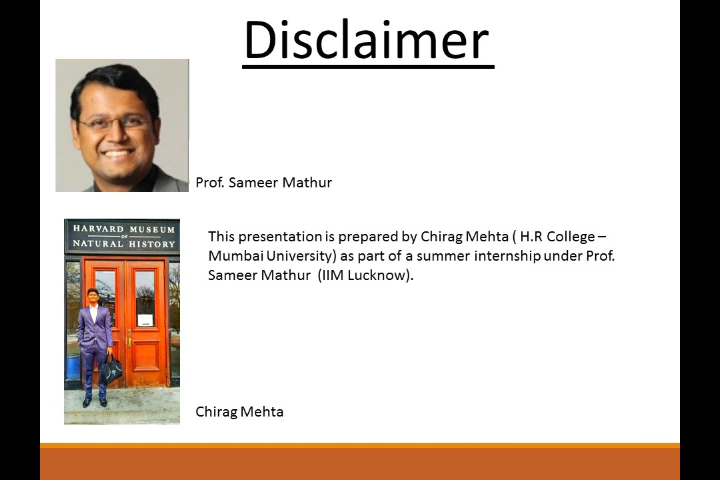 Disclaimer
Prof. Sameer Mathur
HARVARD MUSEUM
OF
NATURAL HISTORY
This presentation is prepared by Chirag Mehta ( H.R College –
Mumbai University) as part of a summer internship under Prof.
Sameer Mathur  (IIM Lucknow).
Chirag Mehta